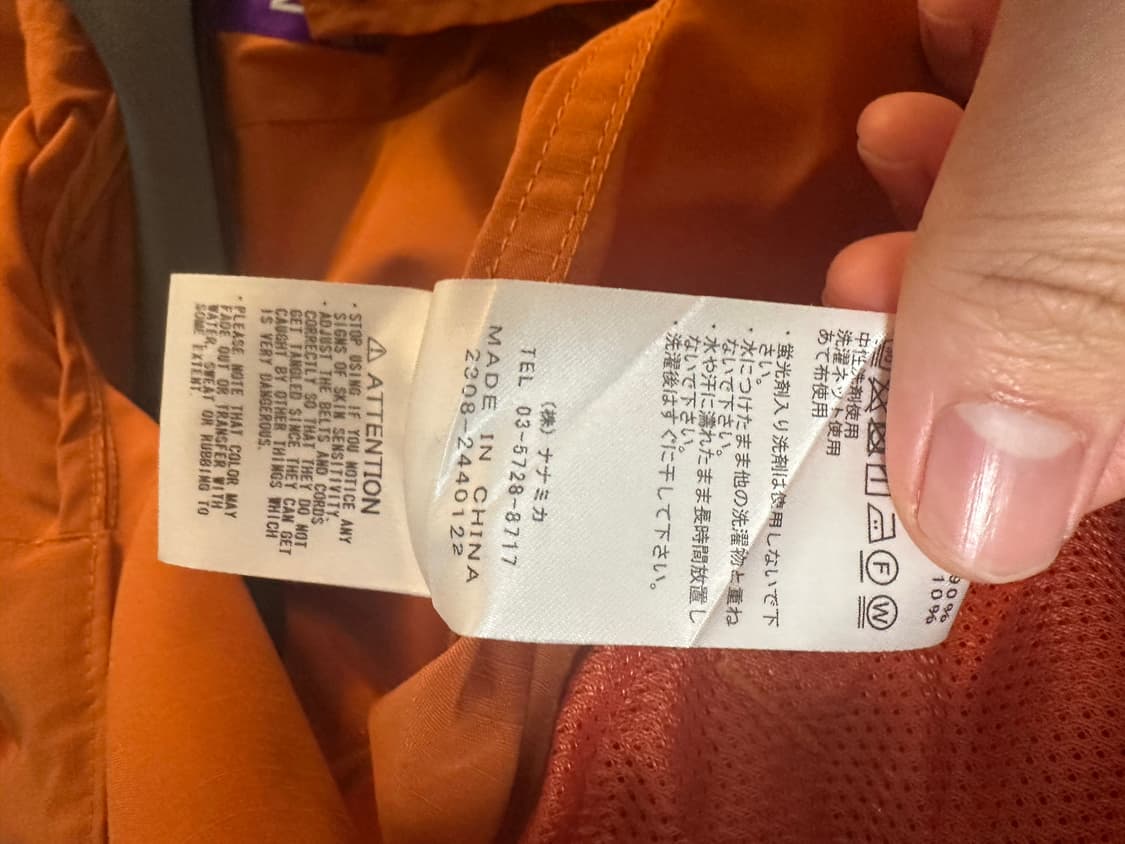 90%
10%
中性洗剤使用
洗濯ネット使用
あて布使用
・蛍光剤入り洗剤は使用しないで下
さい。
・水につけたまま他の洗濯物と重ね
ないで下さい。
・水や汗に濡れたまま長時間放置し
ないで下さい。
・洗濯後はすぐに干して下さい。
(株)ナナミカ
TEL 03-5728-8717
MADE IN CHINA
2308-2440122
⚠ ATTENTION
・STOP USING IF YOU NOTICE ANY
SIGNS OF SKIN SENSITIVITY.
・ADJUST THE BELTS AND CORDS
CORRECTLY SO THAT THEY DO NOT
GET TANGLED SINCE THEY CAN GET
CAUGHT BY OTHER THINGS WHICH
IS VERY DANGEROUS.
・PLEASE NOTE THAT COLOR MAY
FADE OUT OR TRANSFER WITH
WATER, SWEAT OR RUBBING TO
SOME EXTENT.